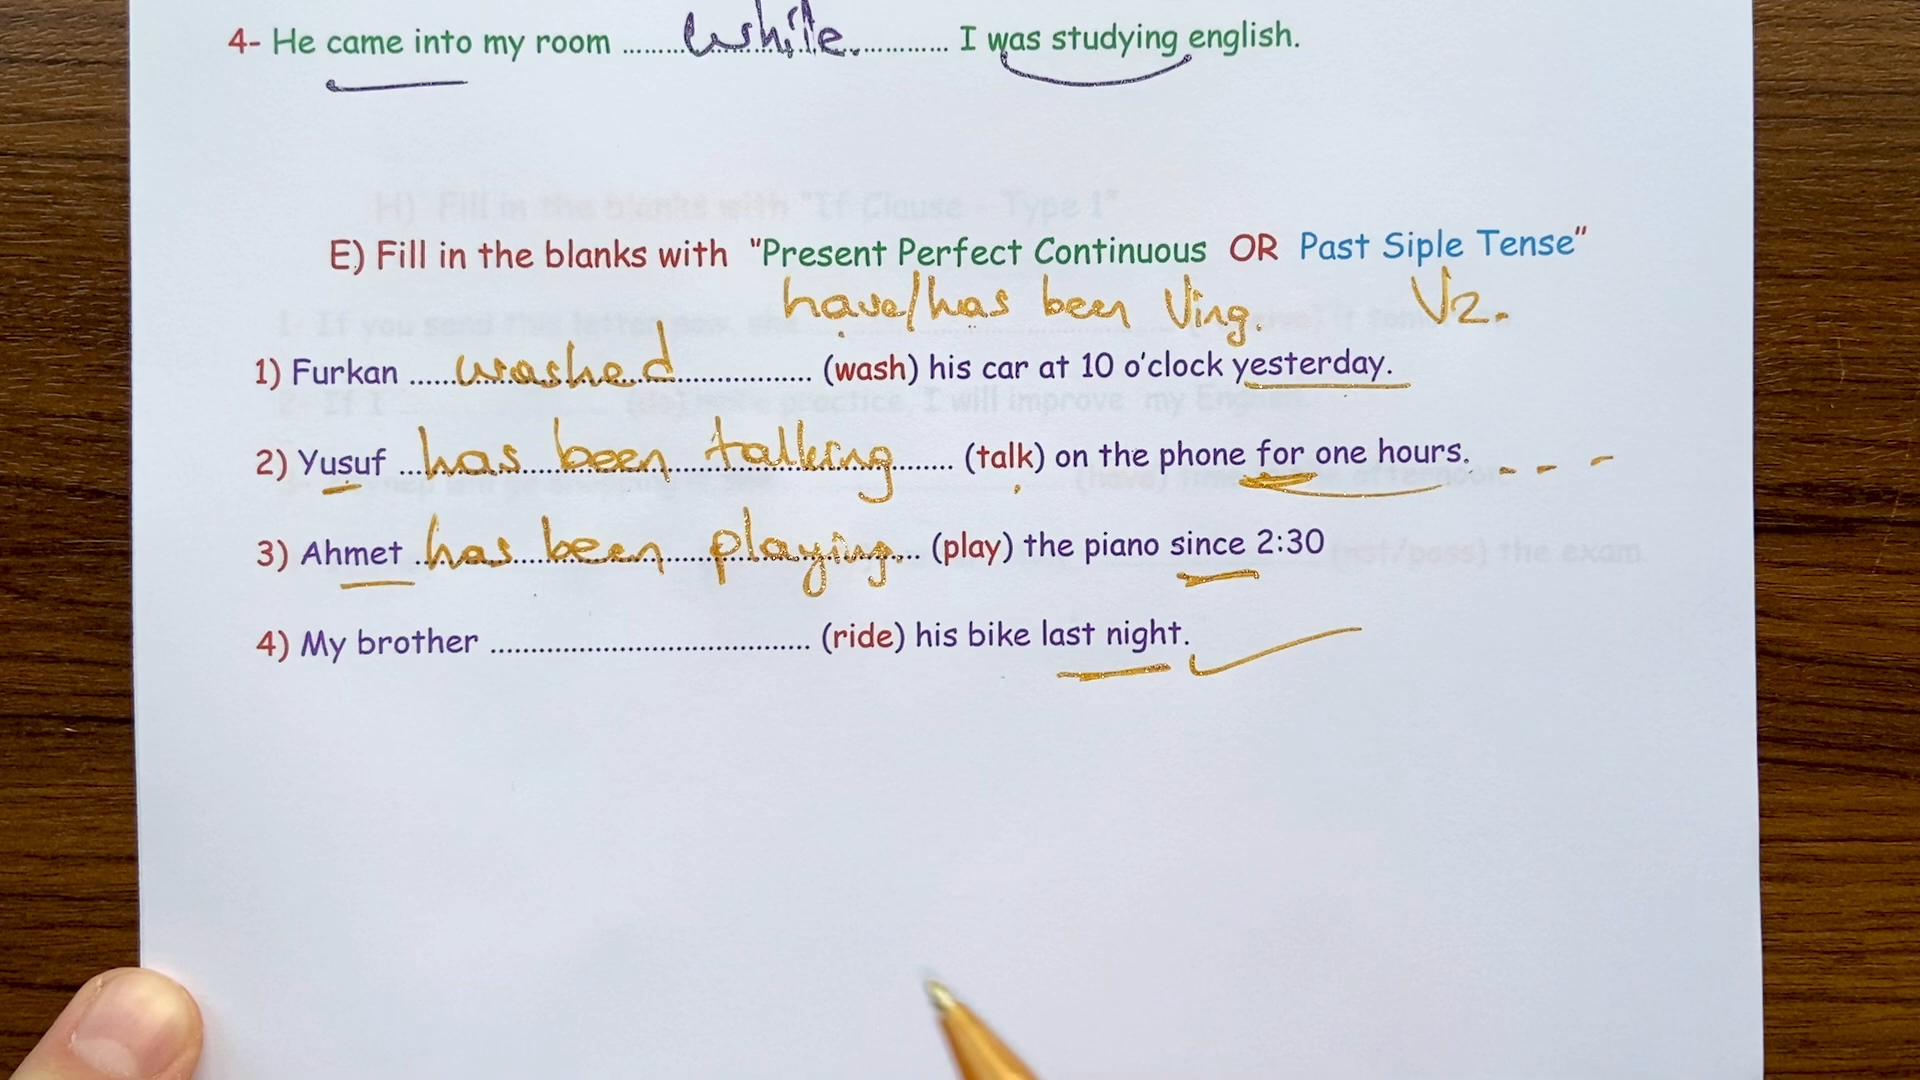 4- He came into my room ........while............... I was studying english.
E) Fill in the blanks with "Present Perfect Continuous OR Past Siple Tense"
have/has been Ving. V2.
1) Furkan ......washed.................. (wash) his car at 10 o'clock yesterday.
2) Yusuf ...has been talking....... (talk) on the phone for one hours. - - -
3) Ahmet ...has been playing.... (play) the piano since 2:30
4) My brother ....................................... (ride) his bike last night.